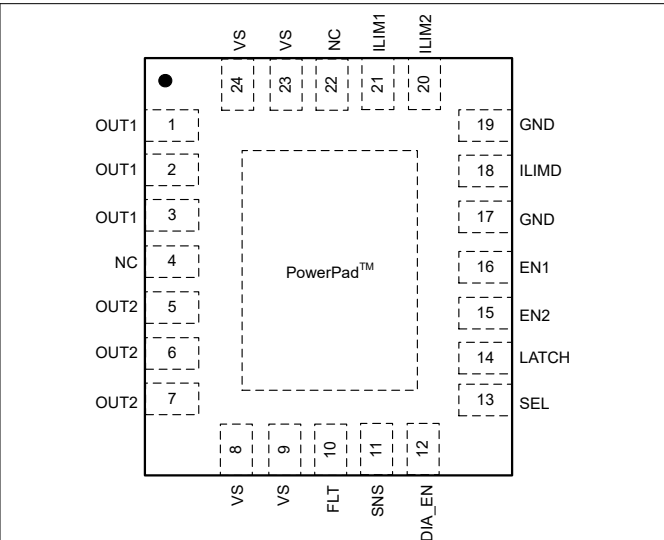 VS
VS
NC
ILIM1
ILIM2
24
23
22
21
20
OUT1 1
19 GND
OUT1 2
18 ILIMD
OUT1 3
17 GND
NC 4
16 EN1
PowerPad™
OUT2 5
15 EN2
OUT2 6
14 LATCH
OUT2 7
13 SEL
8
9
10
11
12
VS
VS
FLT
SNS
DIA_EN